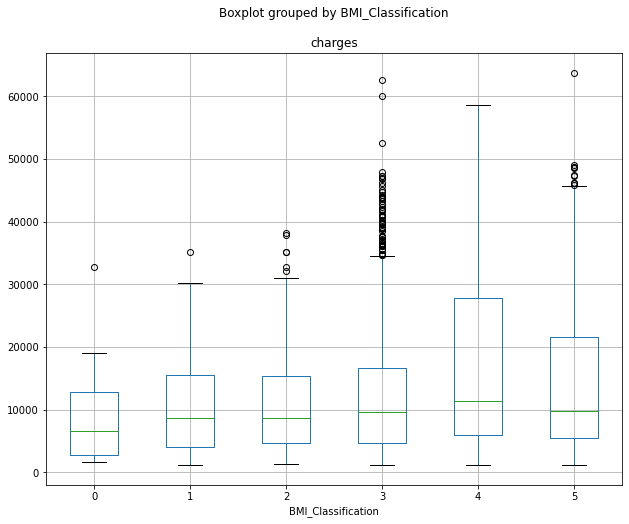 Boxplot grouped by BMI_Classification
charges
60000
50000
40000
30000
20000
10000
0
0 1 2 3 4 5
BMI_Classification